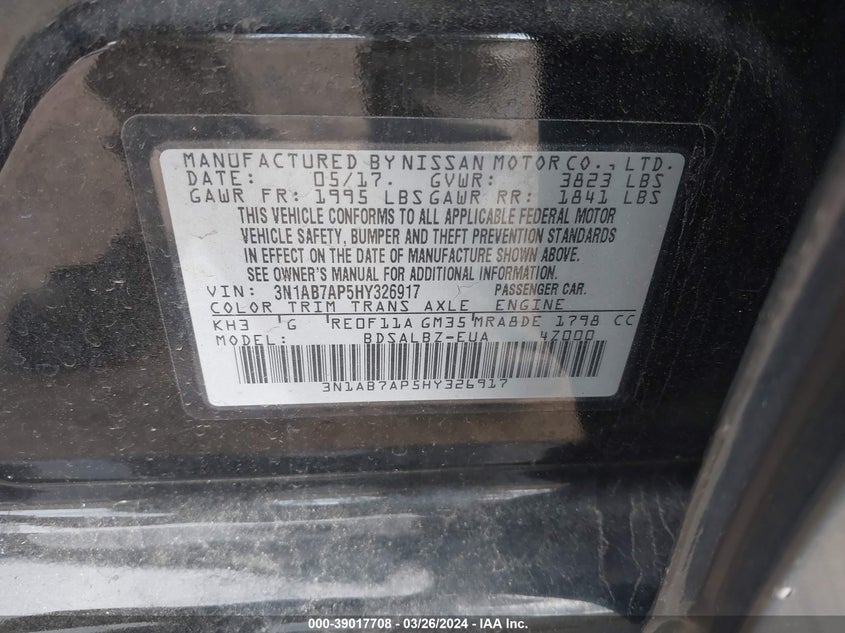 MANUFACTURED BY NISSAN MOTOR CO., LTD.
DATE: 05/17. GVWR: 3823 LBS
GAWR FR: 1995 LBS GAWR RR: 1841 LBS
THIS VEHICLE CONFORMS TO ALL APPLICABLE FEDERAL MOTOR
VEHICLE SAFETY, BUMPER AND THEFT PREVENTION STANDARDS
IN EFFECT ON THE DATE OF MANUFACTURE SHOWN ABOVE.
SEE OWNER'S MANUAL FOR ADDITIONAL INFORMATION.
VIN: 3N1AB7AP5HY326917 PASSENGER CAR.
COLOR TRIM TRANS AXLE ENGINE
KH3 G RE0F11A GM35 MRA8DE 1798 CC
MODEL: BDSALBZ-EUA 4Z000
3N1AB7AP5HY326917
000-39017708 - 03/26/2024 - IAA Inc.